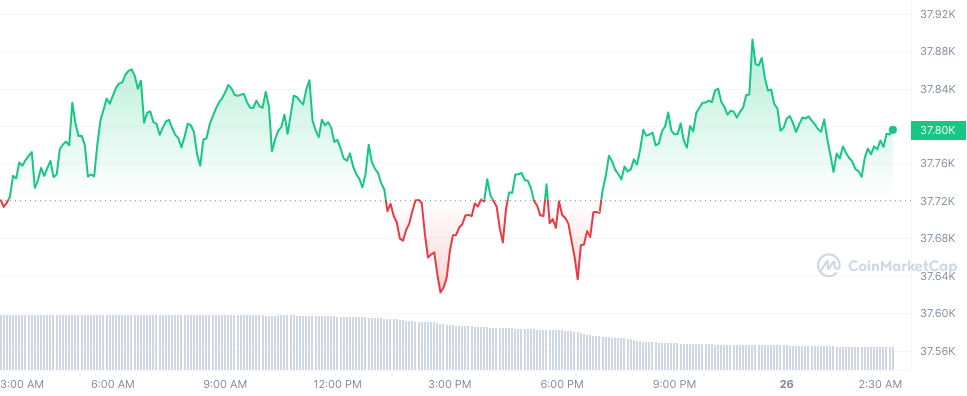 37.92K
37.88K
37.84K
37.80K
37.76K
37.72K
37.68K
CoinMarketCap
37.64K
37.60K
37.56K
3:00 AM 6:00 AM 9:00 AM 12:00 PM 3:00 PM 6:00 PM 9:00 PM 26 2:30 AM